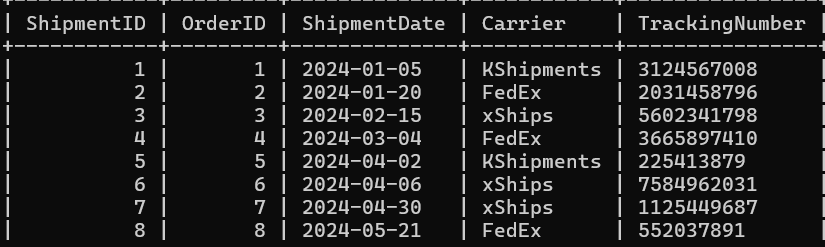 | ShipmentID | OrderID | ShipmentDate | Carrier | TrackingNumber |
| 1 | 1 | 2024-01-05 | KShipments | 3124567008 |
| 2 | 2 | 2024-01-20 | FedEx | 2031458796 |
| 3 | 3 | 2024-02-15 | xShips | 5602341798 |
| 4 | 4 | 2024-03-04 | FedEx | 3665897410 |
| 5 | 5 | 2024-04-02 | KShipments | 225413879 |
| 6 | 6 | 2024-04-06 | xShips | 7584962031 |
| 7 | 7 | 2024-04-30 | xShips | 1125449687 |
| 8 | 8 | 2024-05-21 | FedEx | 552037891 |